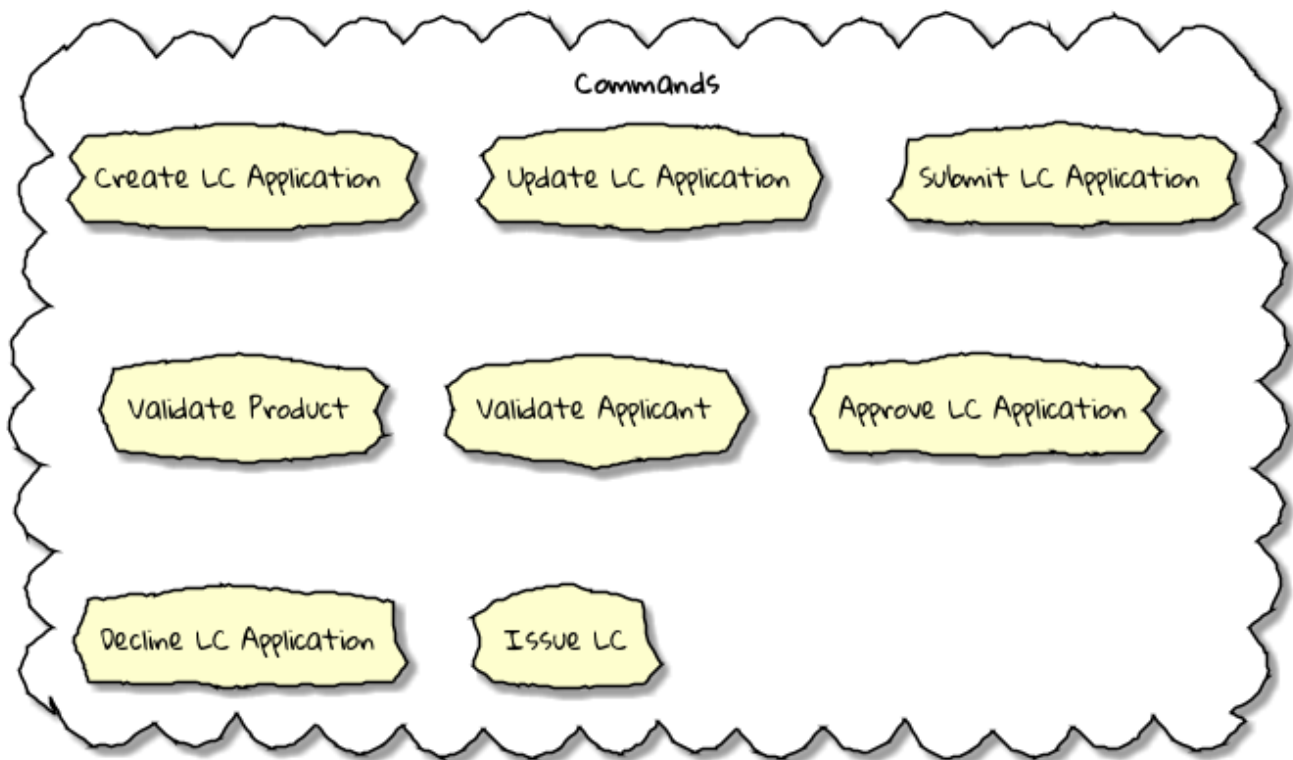 Commands
Create LC Application
Update LC Application
Submit LC Application
Validate Product
Validate Applicant
Approve LC Application
Decline LC Application
Issue LC